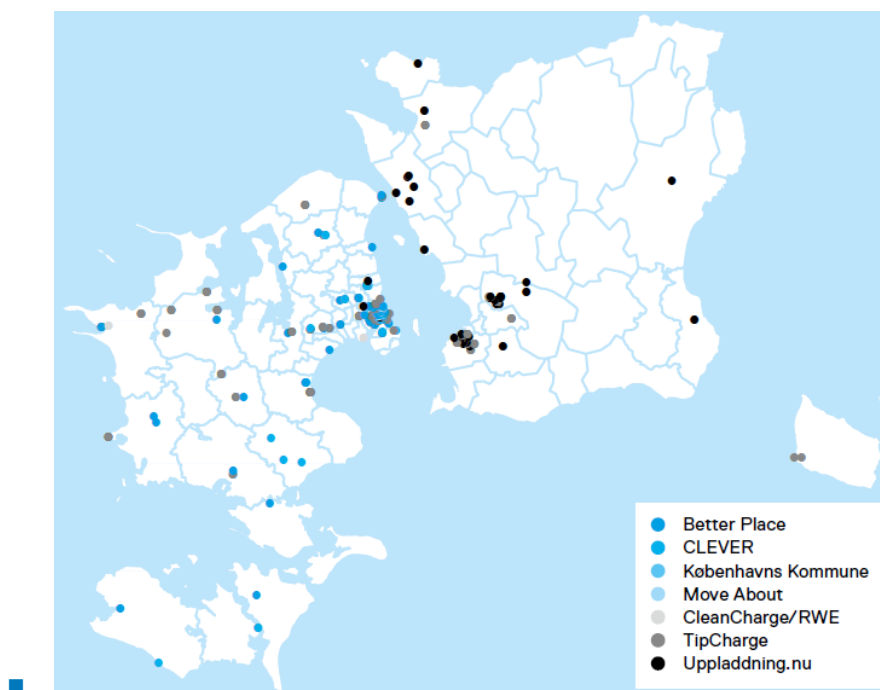 Better Place
CLEVER
Københavns Kommune
Move About
CleanCharge/RWE
TipCharge
Uppladdning.nu